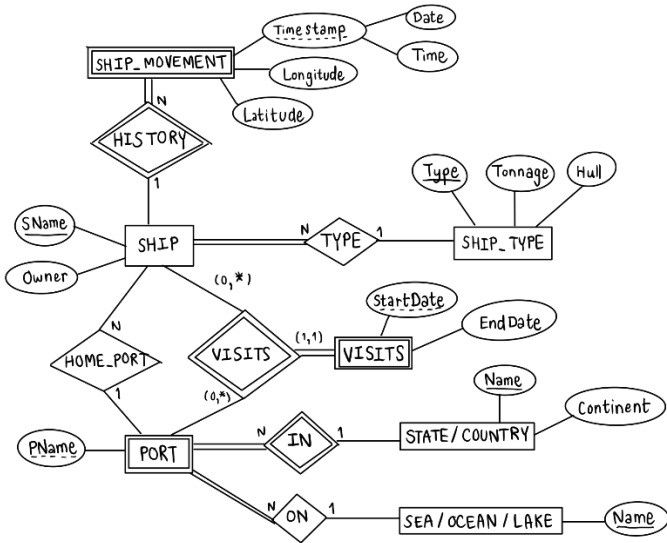 Timestamp
Date
Time
SHIP_MOVEMENT
Longitude
Latitude
N
HISTORY
1
SName
Owner
SHIP
N
TYPE
1
Type
Tonnage
Hull
SHIP_TYPE
(0,*)
StartDate
EndDate
N
HOME_PORT
1
VISITS
(1,1)
VISITS
(0,*)
PName
PORT
N
IN
1
Name
Continent
STATE/COUNTRY
N
ON
1
SEA/OCEAN/LAKE
Name